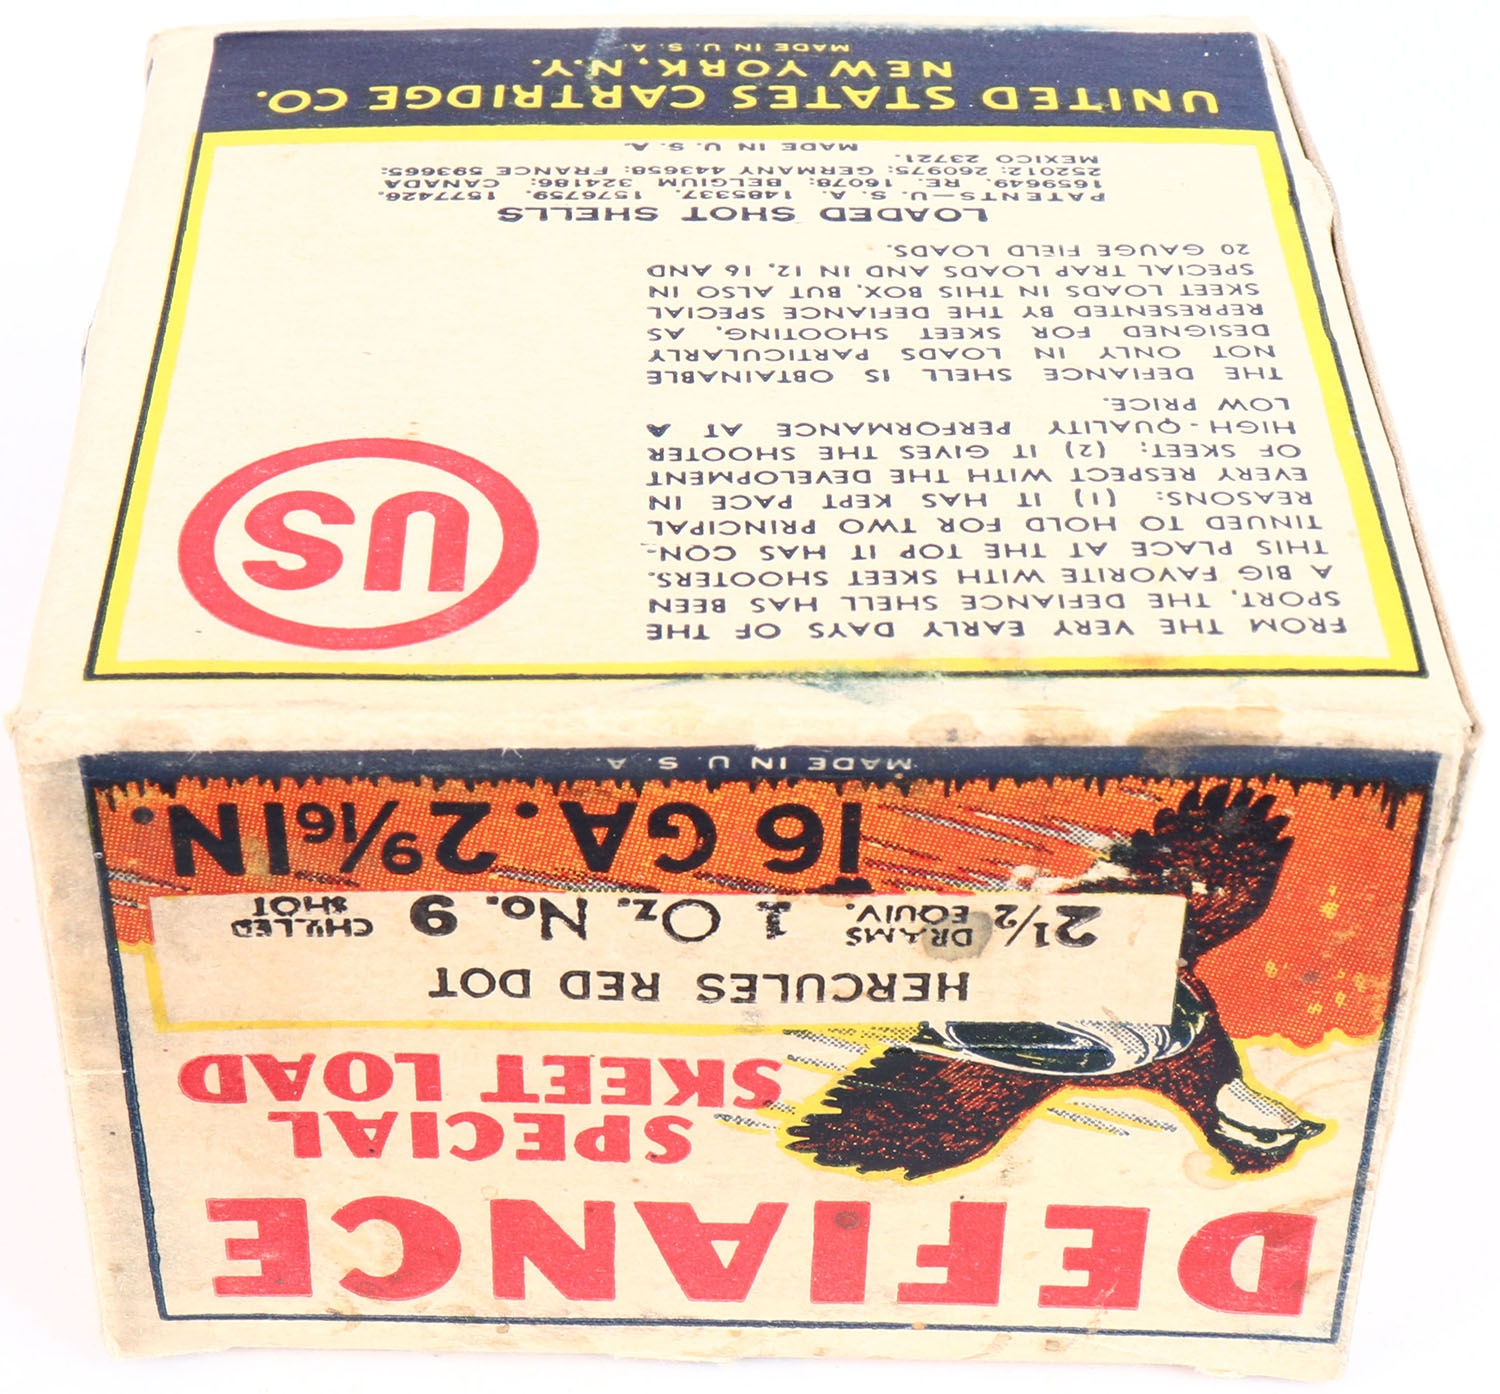 DEFIANCE
SPECIAL
SKEET LOAD
HERCULES RED DOT
2½ DRAMS EQUIV. 1 Oz. No. 9 CHILLED SHOT
16 GA. 2 9/16 IN.
MADE IN U. S. A.
FROM THE VERY EARLY DAYS OF THE
SPORT, THE DEFIANCE SHELL HAS BEEN
A BIG FAVORITE WITH SKEET SHOOTERS.
THIS PLACE AT THE TOP IT HAS CON-
TINUED TO HOLD FOR TWO PRINCIPAL
REASONS: (1) IT HAS KEPT PACE IN
EVERY RESPECT WITH THE DEVELOPMENT
OF SKEET; (2) IT GIVES THE SHOOTER
HIGH-QUALITY PERFORMANCE AT A
LOW PRICE.
THE DEFIANCE SHELL IS OBTAINABLE
NOT ONLY IN LOADS PARTICULARLY
DESIGNED FOR SKEET SHOOTING, AS
REPRESENTED BY THE DEFIANCE SPECIAL
SKEET LOADS IN THIS BOX, BUT ALSO IN
SPECIAL TRAP LOADS AND IN 12, 16 AND
20 GAUGE FIELD LOADS.
US
LOADED SHOT SHELLS
PATENTS—U. S. A. 1485337. 1576759. 1577426.
1659649. RE. 16078: BELGIUM 324186: CANADA
252012: 260975: GERMANY 443658: FRANCE 593665:
MEXICO 23721.
MADE IN U. S. A.
UNITED STATES CARTRIDGE CO.
NEW YORK, N.Y.
MADE IN U. S. A.